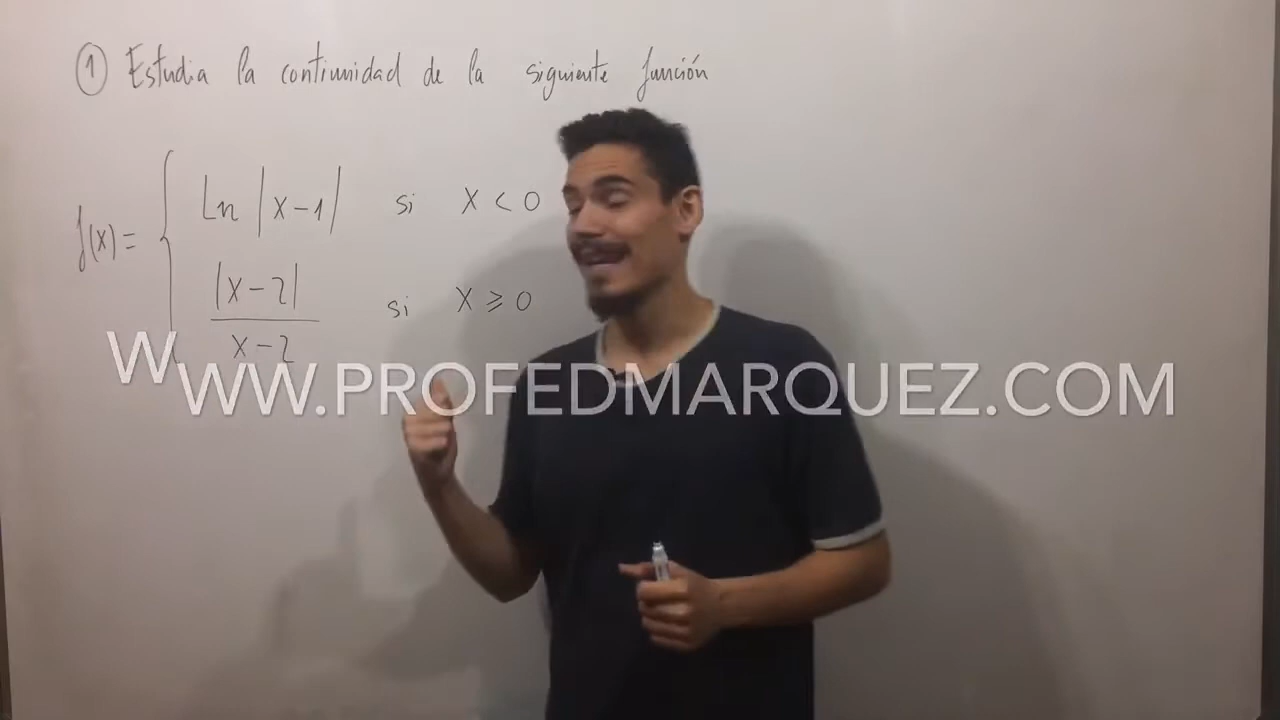 ① Estudia la continuidad de la siguiente función
f(x) = { Ln |x-1| si x < 0
|x-2| / x-2 si x ≥ 0
W
WWW.PROFEDMARQUEZ.COM